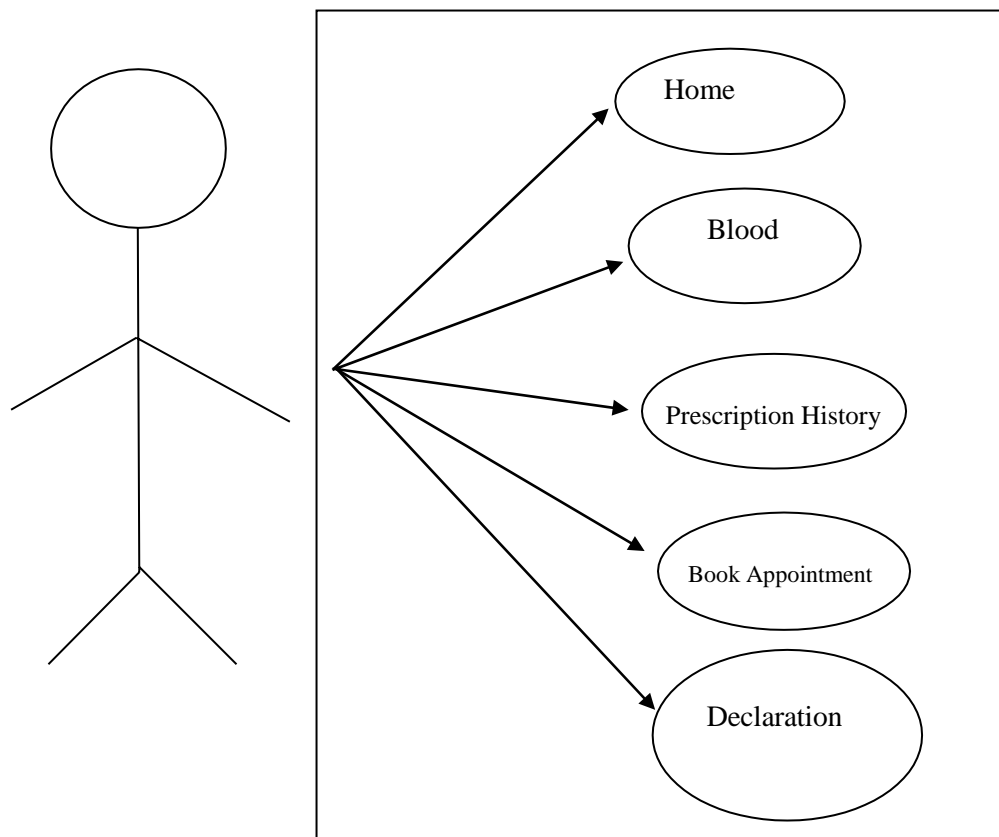 Home
Blood
Prescription History
Book Appointment
Declaration